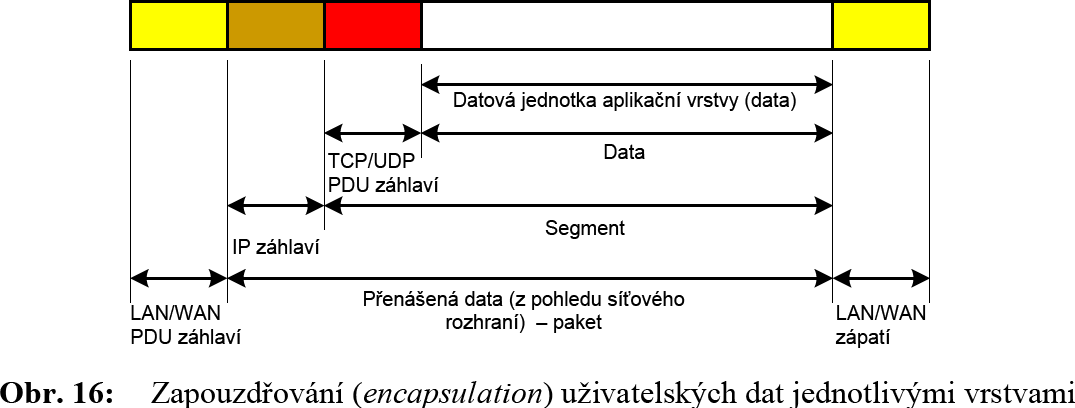 Datová jednotka aplikační vrstvy (data)
TCP/UDP
PDU záhlaví
Data
IP záhlaví
Segment
LAN/WAN
PDU záhlaví
Přenášená data (z pohledu síťového
rozhraní)  – paket
LAN/WAN
zápatí
Obr. 16: Zapouzdřování (encapsulation) uživatelských dat jednotlivými vrstvami